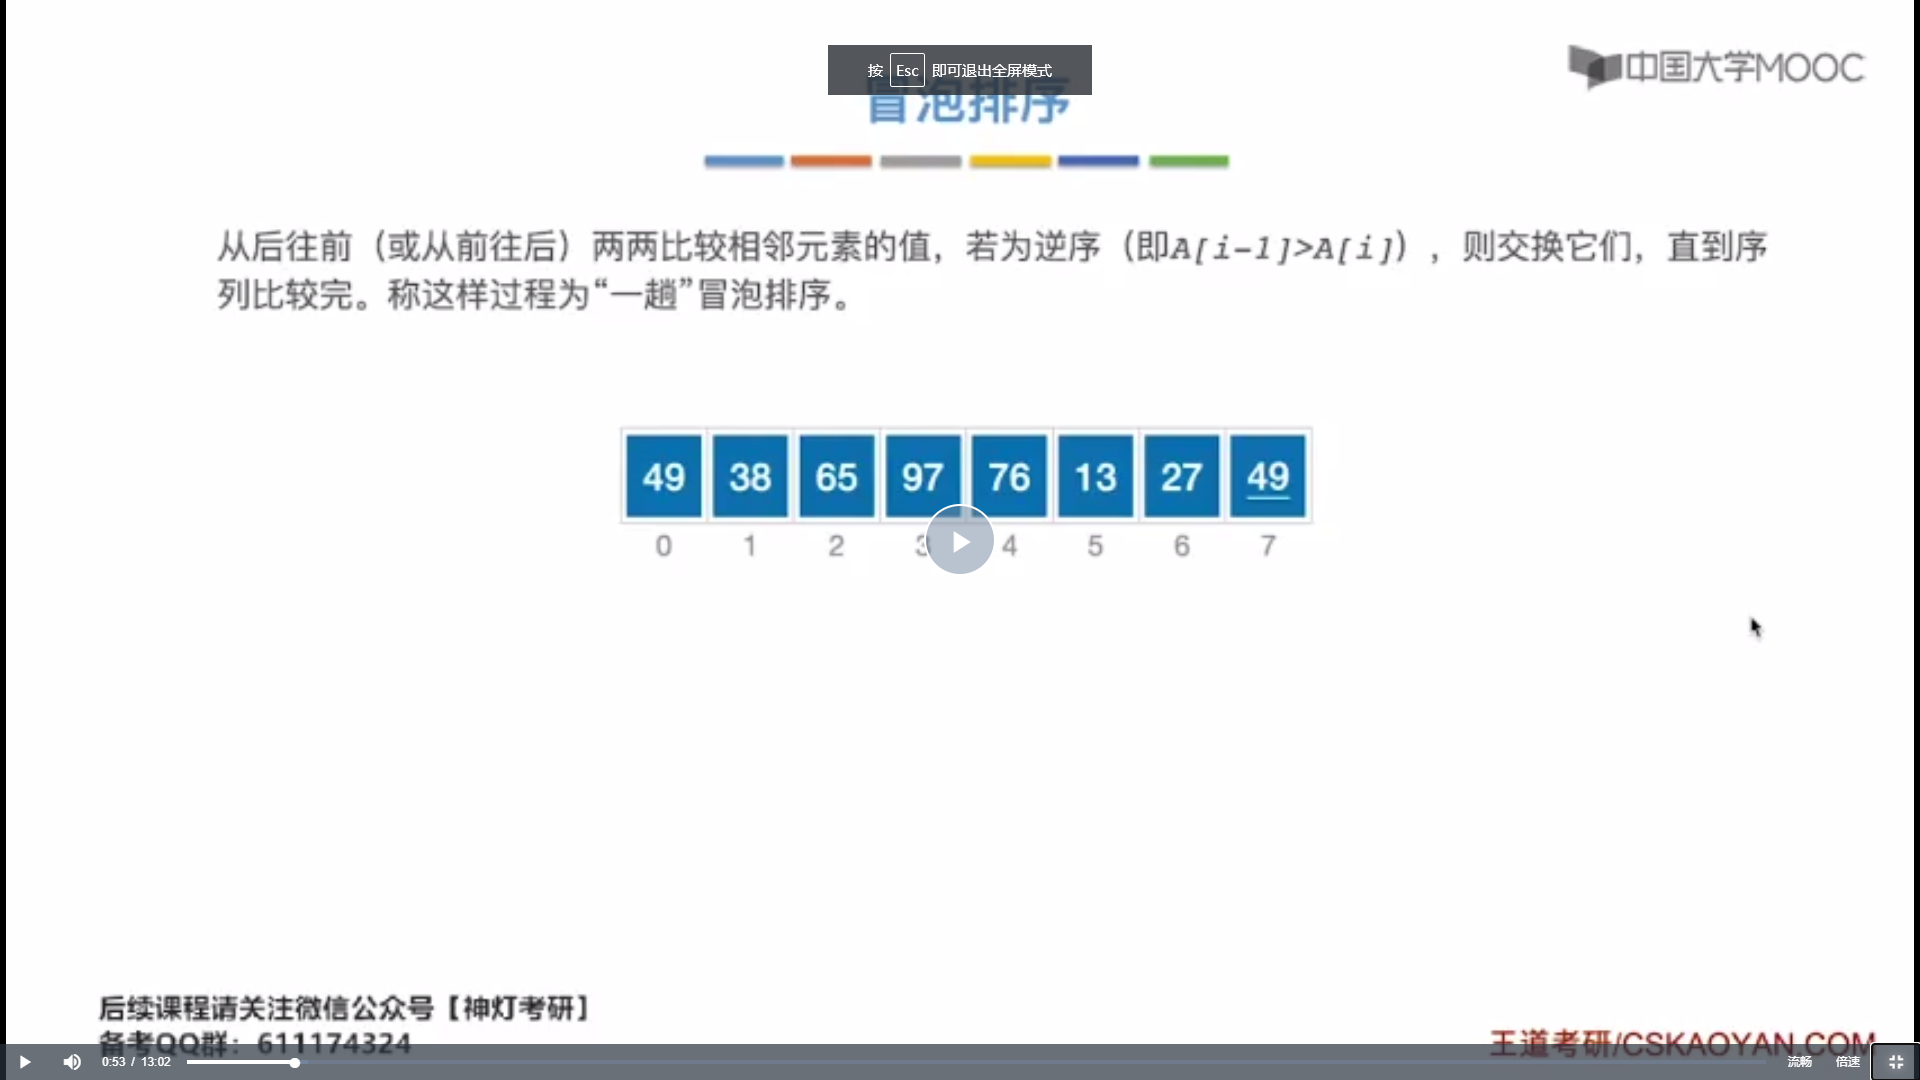 按 Esc 即可退出全屏模式
中国大学MOOC
冒泡排序
从后往前（或从前往后）两两比较相邻元素的值，若为逆序（即A[i-1]>A[i]），则交换它们，直到序
列比较完。称这样过程为“一趟”冒泡排序。
49 38 65 97 76 13 27 49
0 1 2 3 4 5 6 7
后续课程请关注微信公众号【神灯考研】
备考QQ群：611174324
王道考研/CSKAOYAN.COM
0:53 / 13:02
流畅 倍速